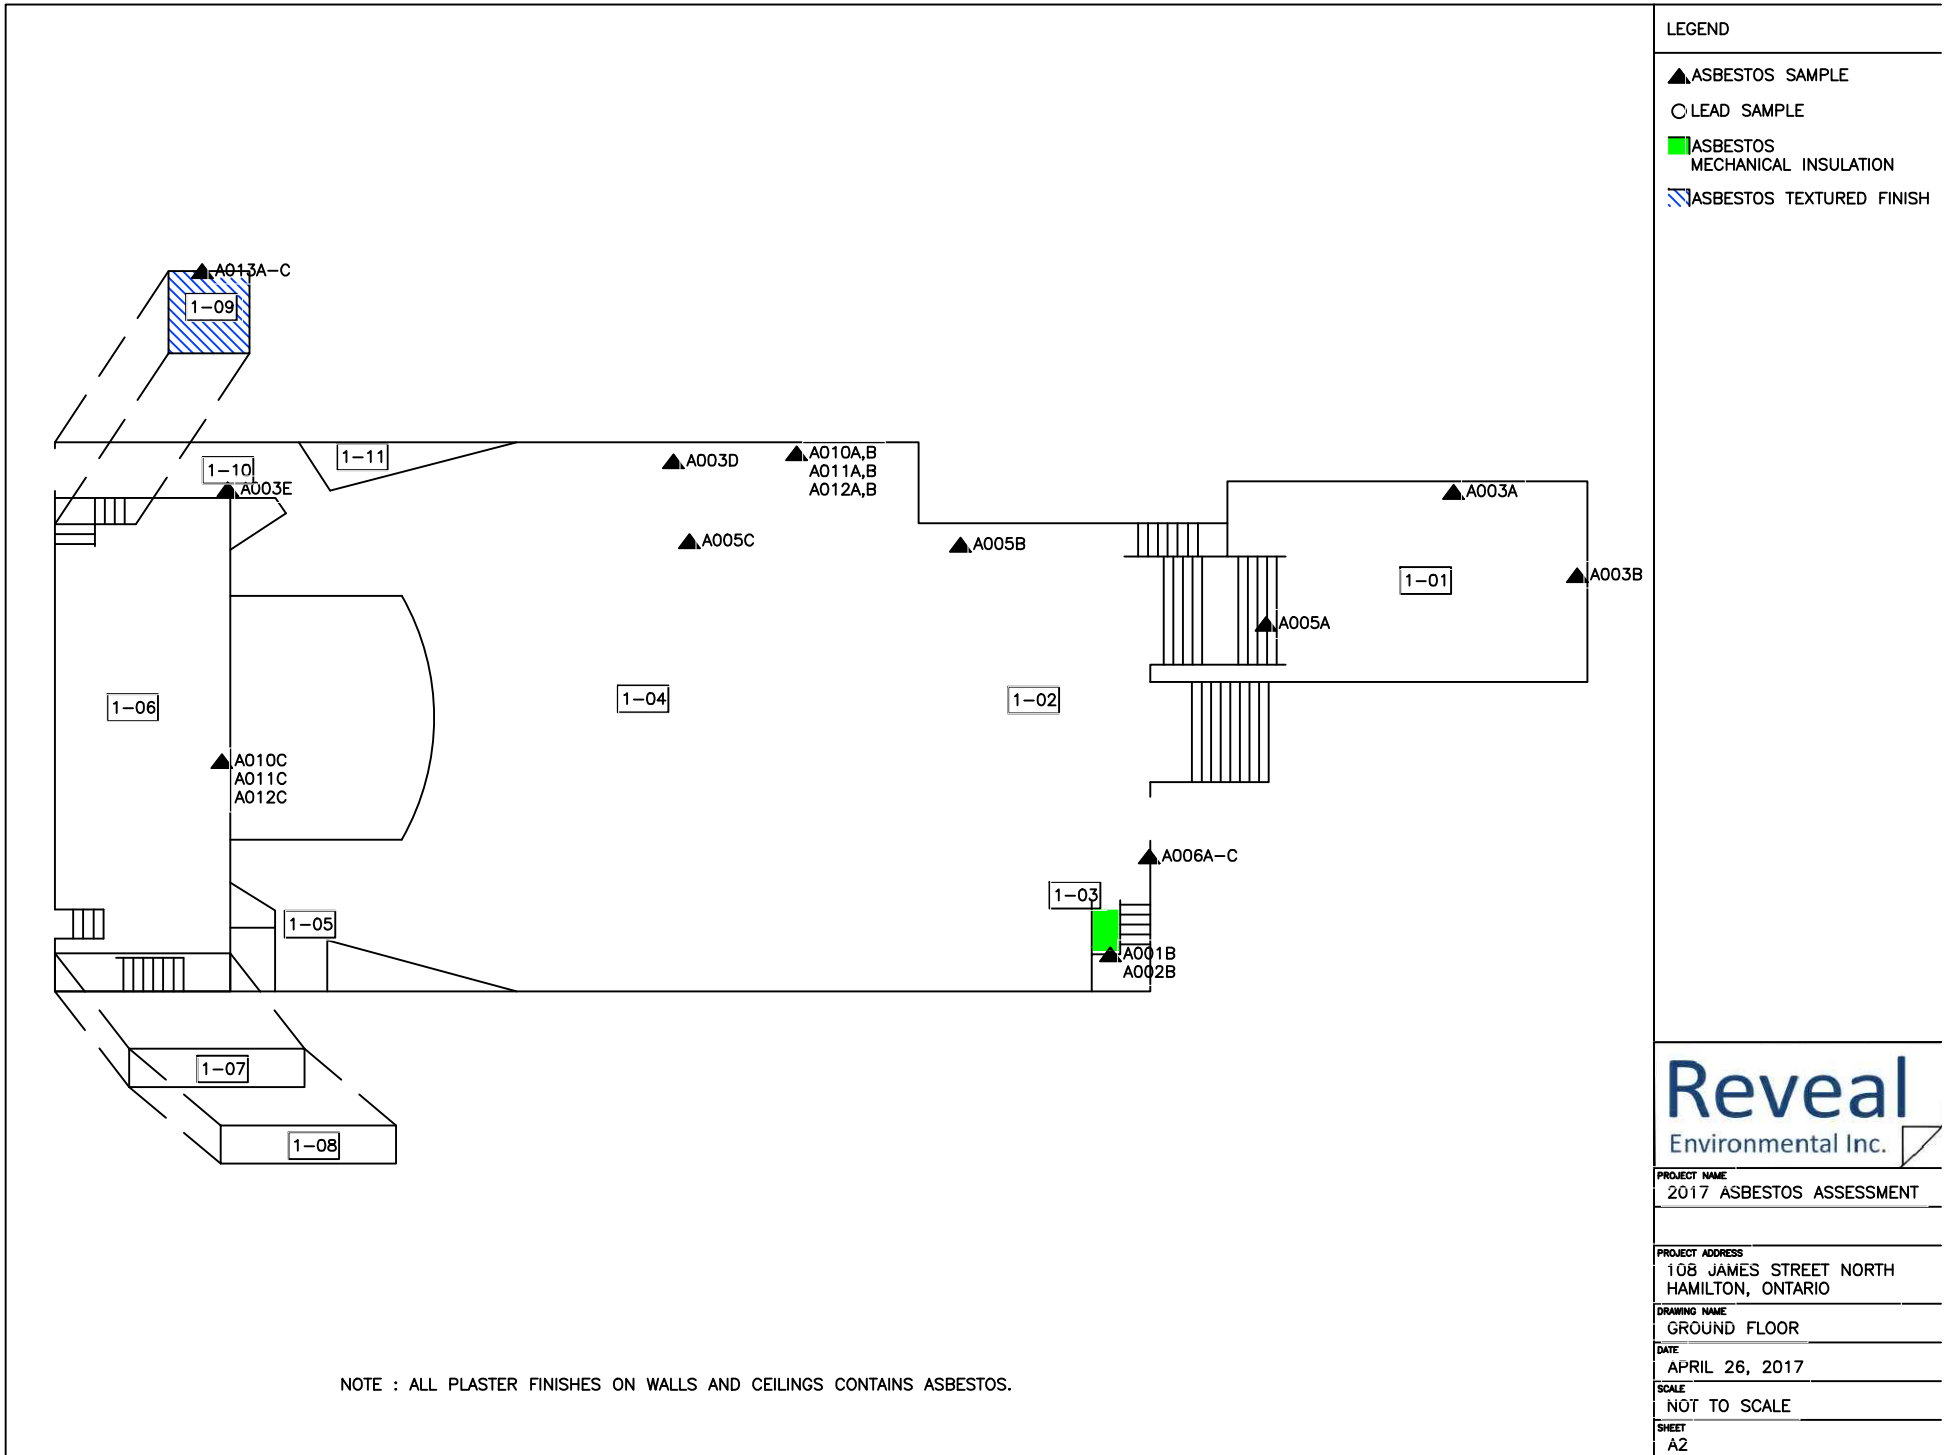 LEGEND
ASBESTOS SAMPLE
LEAD SAMPLE
ASBESTOS
MECHANICAL INSULATION
ASBESTOS TEXTURED FINISH
A013A-C
1-09
1-11
1-10
A003E
A003D
A010A,B
A011A,B
A012A,B
A003A
A005C
A005B
1-01
A003B
A005A
1-06
1-04
1-02
A010C
A011C
A012C
A006A-C
1-03
1-05
A001B
A002B
1-07
1-08
NOTE : ALL PLASTER FINISHES ON WALLS AND CEILINGS CONTAINS ASBESTOS.
Reveal
Environmental Inc.
PROJECT NAME
2017 ASBESTOS ASSESSMENT
PROJECT ADDRESS
108 JAMES STREET NORTH
HAMILTON, ONTARIO
DRAWING NAME
GROUND FLOOR
DATE
APRIL 26, 2017
SCALE
NOT TO SCALE
SHEET
A2